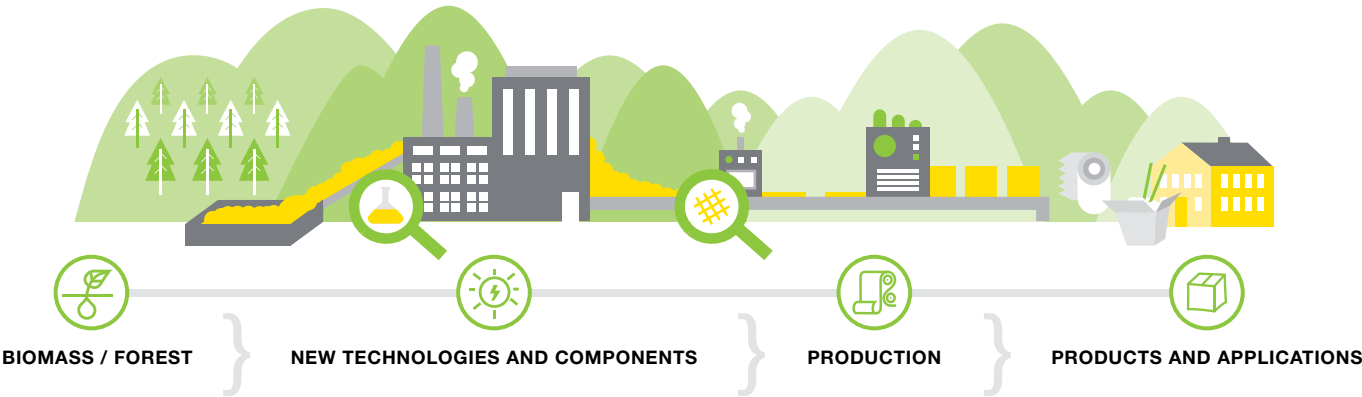 BIOMASS / FOREST
NEW TECHNOLOGIES AND COMPONENTS
PRODUCTION
PRODUCTS AND APPLICATIONS